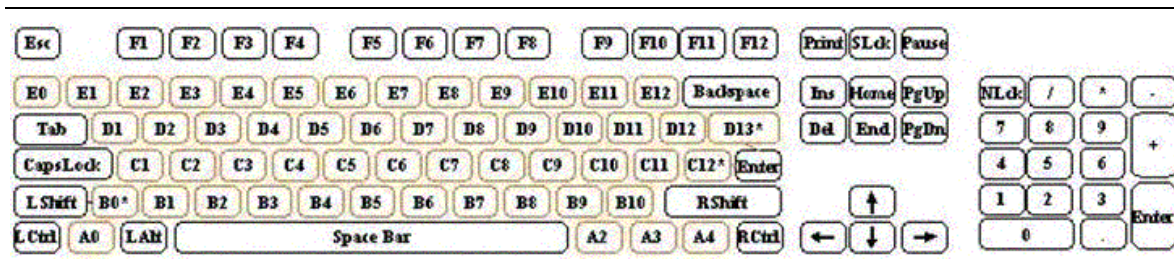 Esc F1 F2 F3 F4 F5 F6 F7 F8 F9 F10 F11 F12 Print SLck Pause
E0 E1 E2 E3 E4 E5 E6 E7 E8 E9 E10 E11 E12 Backspace Ins Home PgUp NLck / * -
Tab D1 D2 D3 D4 D5 D6 D7 D8 D9 D10 D11 D12 D13* Del End PgDn 7 8 9 +
CapsLock C1 C2 C3 C4 C5 C6 C7 C8 C9 C10 C11 C12* Enter 4 5 6
L Shift B0* B1 B2 B3 B4 B5 B6 B7 B8 B9 B10 RShift ↑ 1 2 3 Enter
L Ctrl A0 L Alt Space Bar A2 A3 A4 RCtrl ← ↓ → 0 .